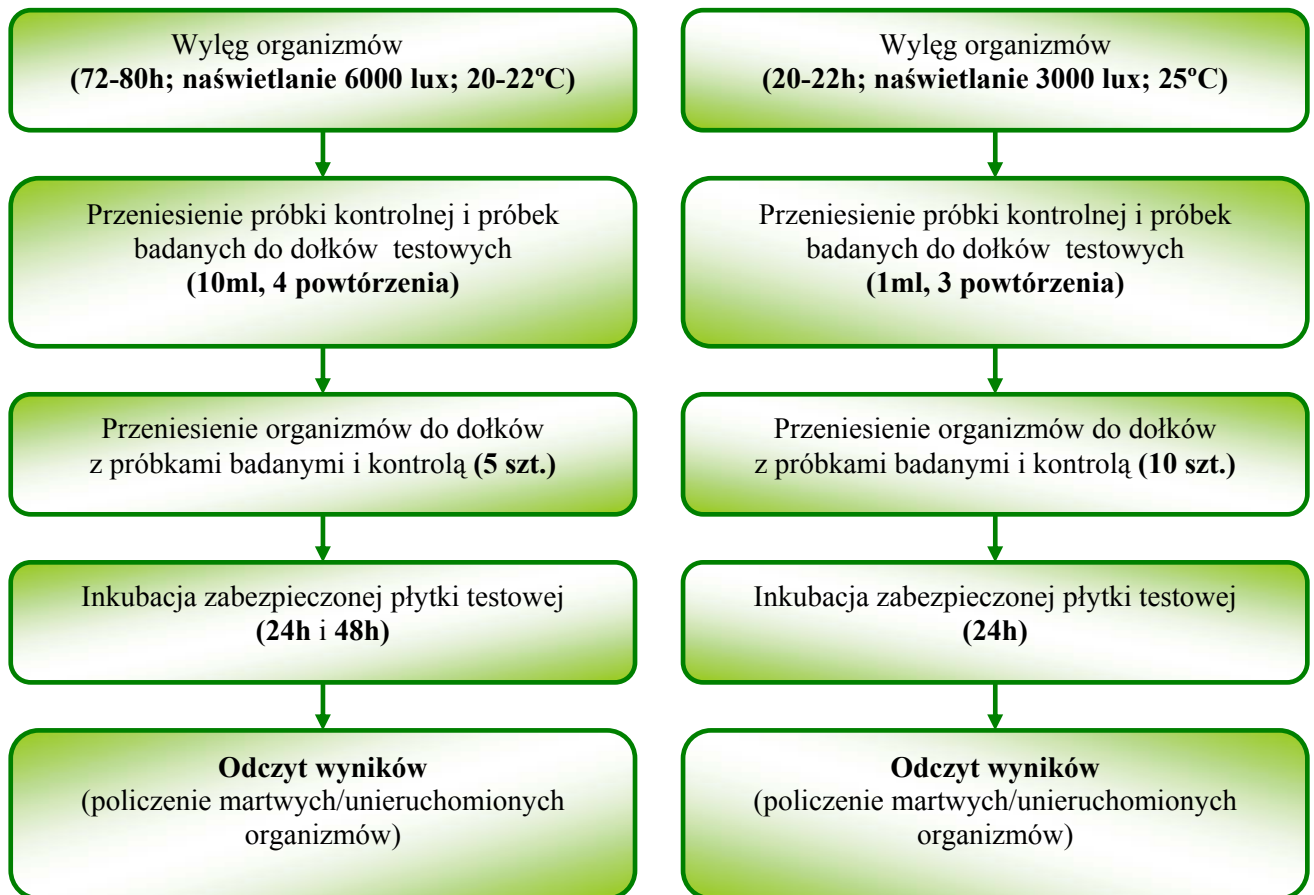 Wylęg organizmów
(72-80h; naświetlanie 6000 lux; 20-22ºC)
Przeniesienie próbki kontrolnej i próbek
badanych do dołków testowych
(10ml, 4 powtórzenia)
Przeniesienie organizmów do dołków
z próbkami badanymi i kontrolą (5 szt.)
Inkubacja zabezpieczonej płytki testowej
(24h i 48h)
Odczyt wyników
(policzenie martwych/unieruchomionych
organizmów)
Wylęg organizmów
(20-22h; naświetlanie 3000 lux; 25ºC)
Przeniesienie próbki kontrolnej i próbek
badanych do dołków testowych
(1ml, 3 powtórzenia)
Przeniesienie organizmów do dołków
z próbkami badanymi i kontrolą (10 szt.)
Inkubacja zabezpieczonej płytki testowej
(24h)
Odczyt wyników
(policzenie martwych/unieruchomionych
organizmów)